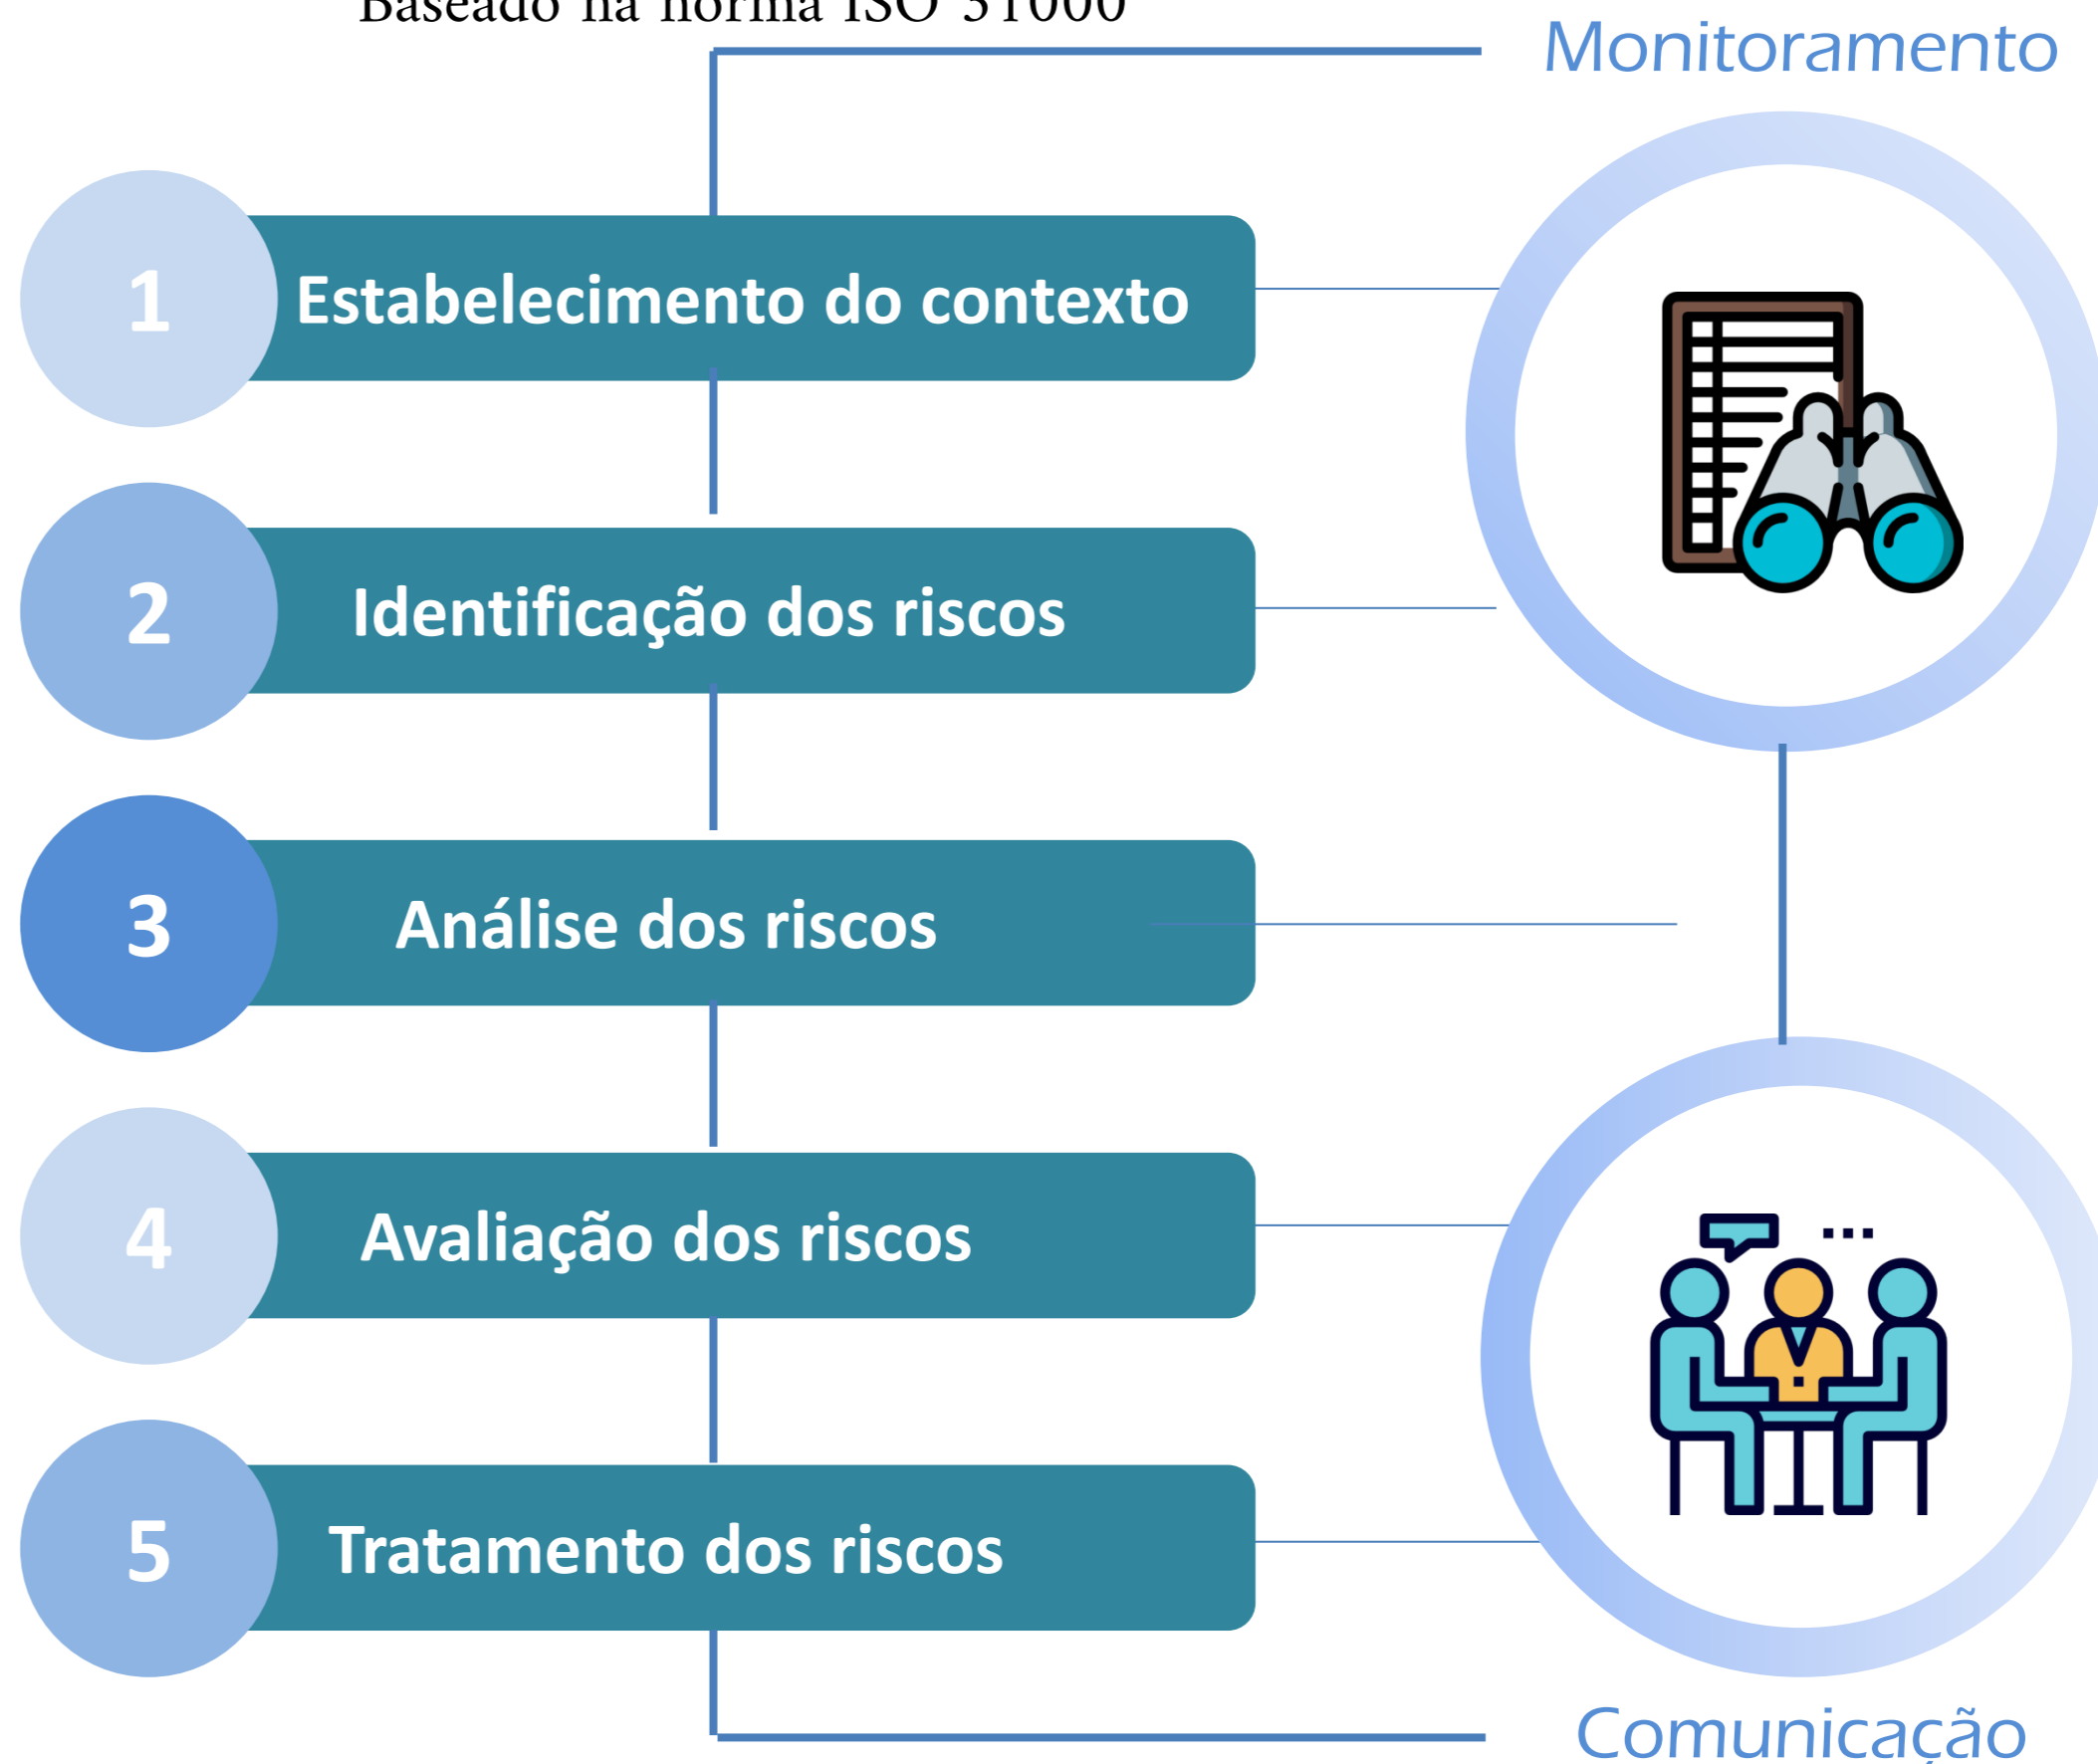 Baseado na norma ISO 31000
Monitoramento
1
Estabelecimento do contexto
2
Identificação dos riscos
3
Análise dos riscos
4
Avaliação dos riscos
5
Tratamento dos riscos
Comunicação